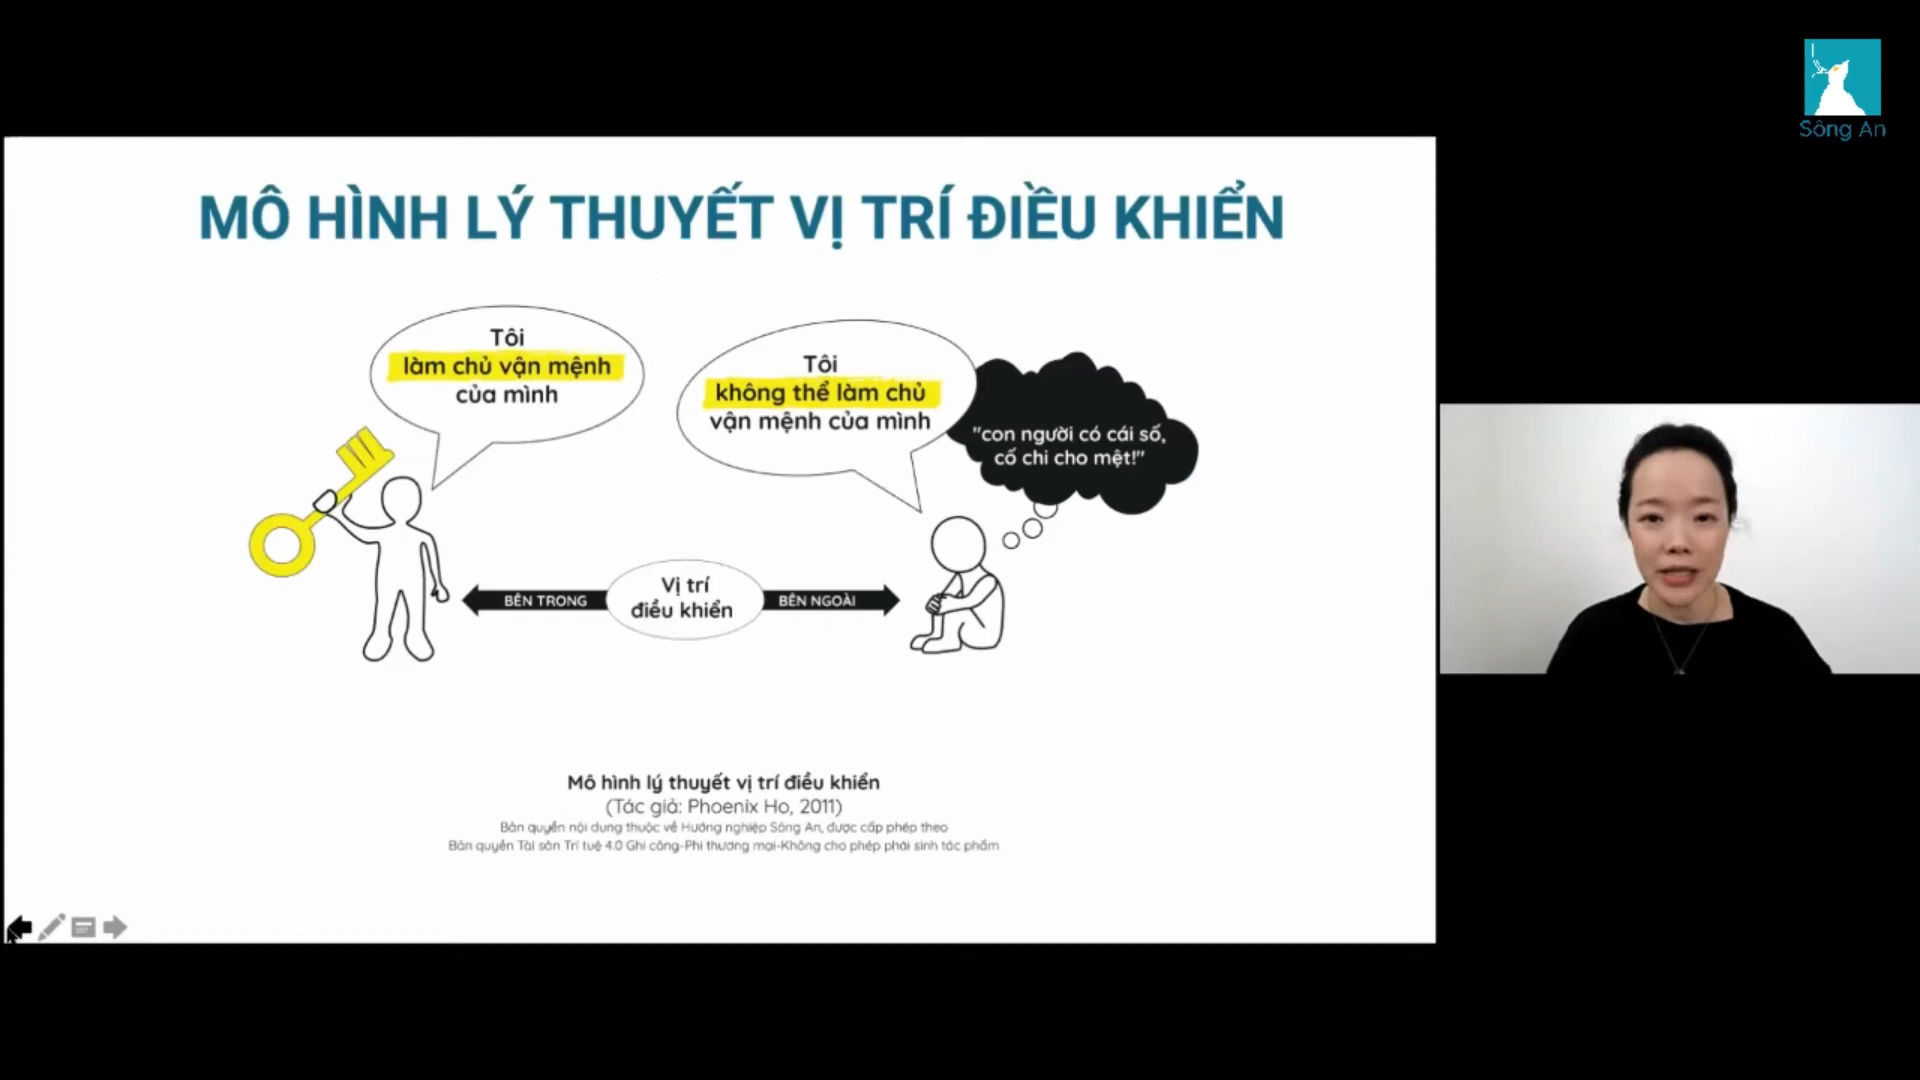 Sông An
MÔ HÌNH LÝ THUYẾT VỊ TRÍ ĐIỀU KHIỂN
Tôi
làm chủ vận mệnh
của mình
Tôi
không thể làm chủ
vận mệnh của mình
"con người có cái số,
cố chi cho mệt!"
BÊN TRONG
Vị trí
điều khiển
BÊN NGOÀI
Mô hình lý thuyết vị trí điều khiển
(Tác giả: Phoenix Ho, 2011)
Bản quyền nội dung thuộc về Hướng nghiệp Sông An, được cấp phép theo
Bản quyền Tài sản Trí tuệ 4.0 Ghi công-Phi thương mại-Không cho phép phái sinh tác phẩm